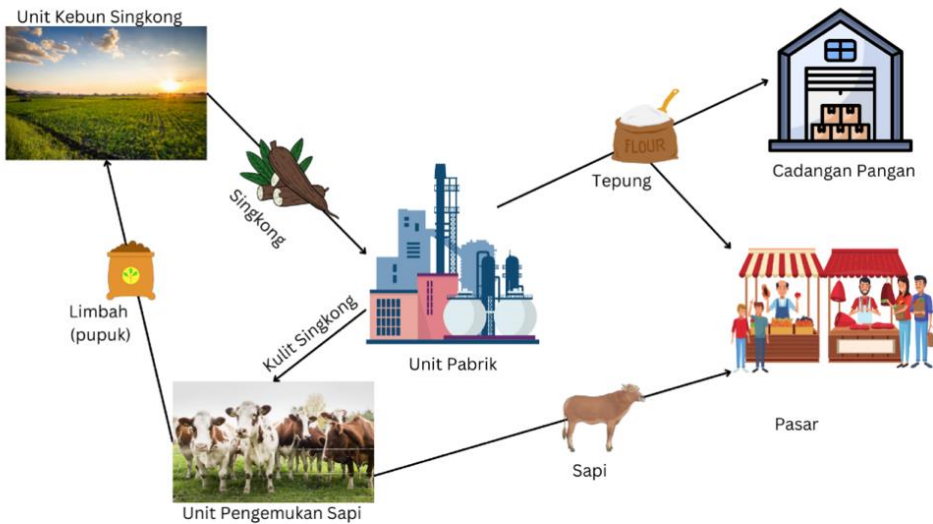 Unit Kebun Singkong
Singkong
FLOUR
Tepung
Cadangan Pangan
Limbah
(pupuk)
Kulit Singkong
Unit Pabrik
Sapi
Pasar
Unit Pengemukan Sapi